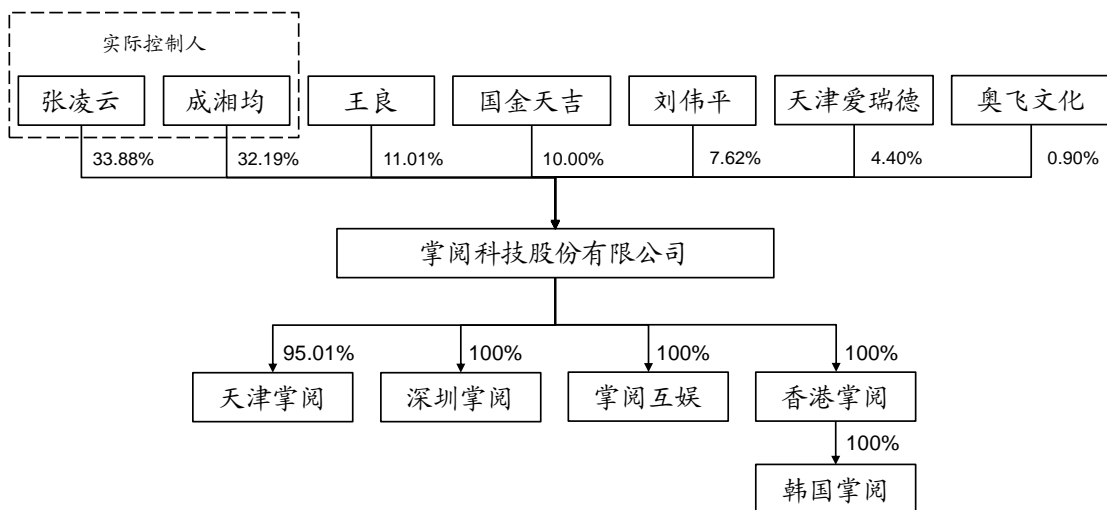 实际控制人
张凌云
成湘均
王良
国金天吉
刘伟平
天津爱瑞德
奥飞文化
33.88%
32.19%
11.01%
10.00%
7.62%
4.40%
0.90%
掌阅科技股份有限公司
95.01%
100%
100%
100%
天津掌阅
深圳掌阅
掌阅互娱
香港掌阅
100%
韩国掌阅